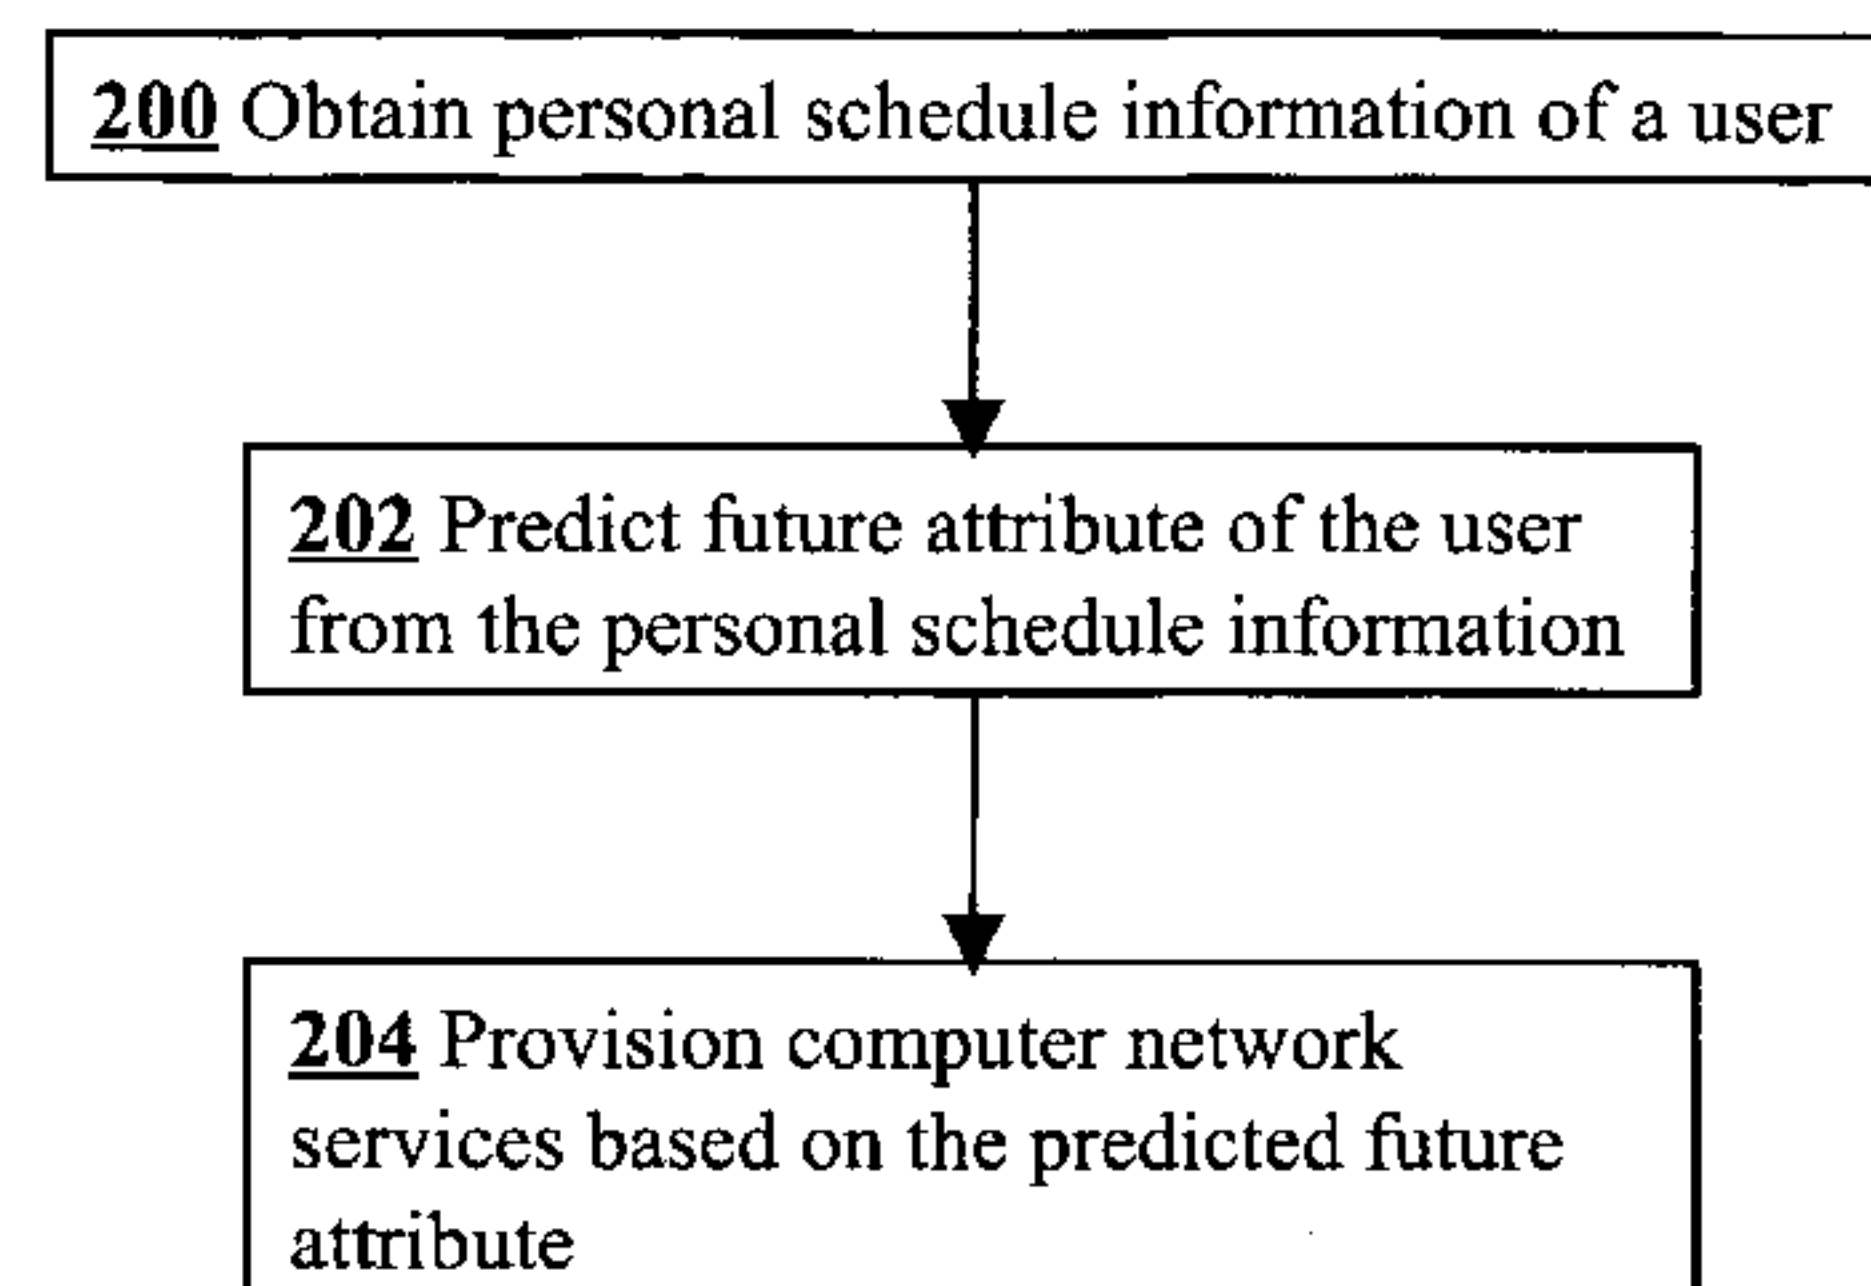 200 Obtain personal schedule information of a user
202 Predict future attribute of the user
from the personal schedule information
204 Provision computer network
services based on the predicted future
attribute